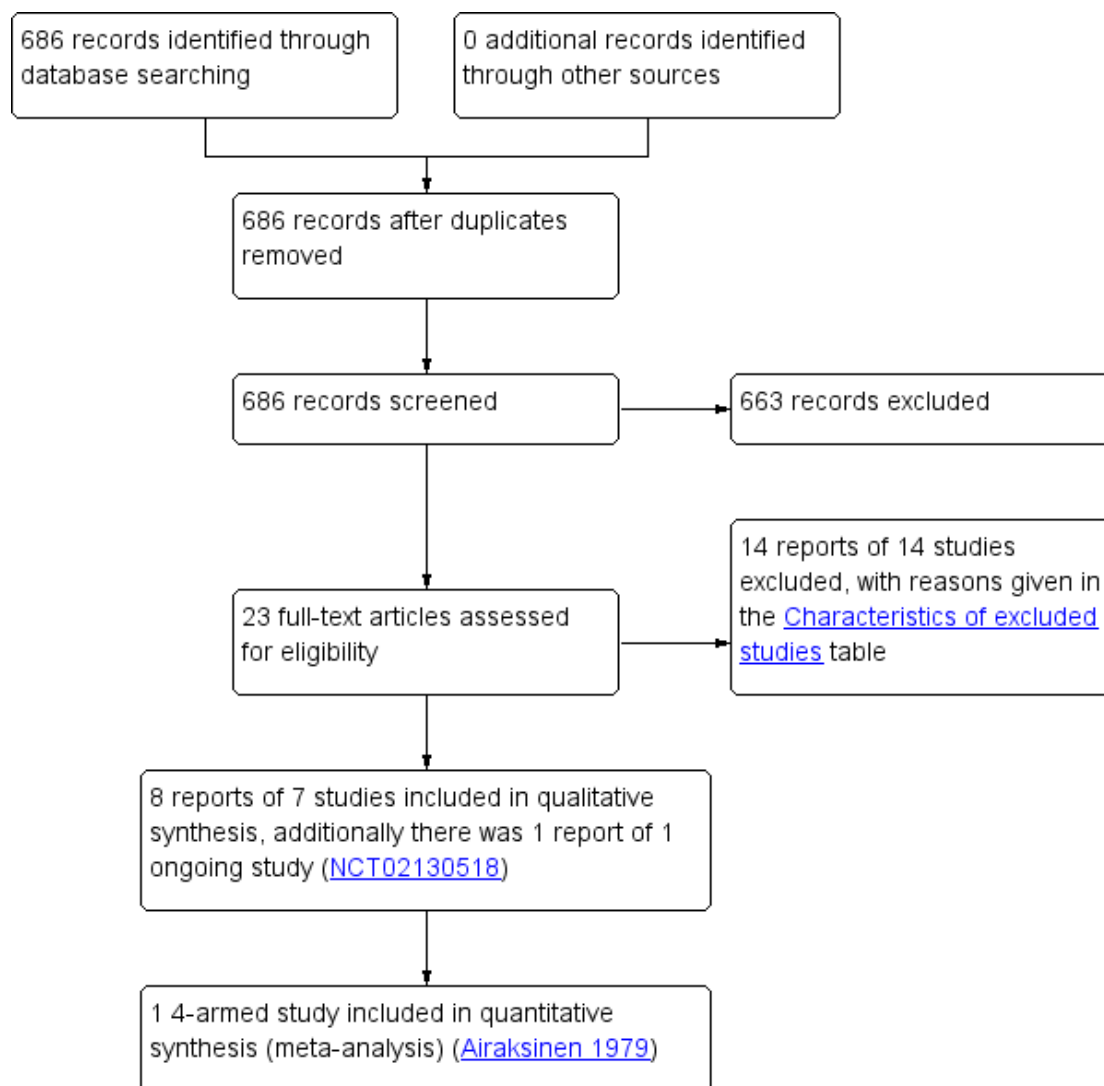 686 records identified through
database searching
0 additional records identified
through other sources
686 records after duplicates
removed
686 records screened
663 records excluded
23 full-text articles assessed
for eligibility
14 reports of 14 studies
excluded, with reasons given in
the Characteristics of excluded
studies table
8 reports of 7 studies included in qualitative
synthesis, additionally there was 1 report of 1
ongoing study (NCT02130518)
1 4-armed study included in quantitative
synthesis (meta-analysis) (Airaksinen 1979)